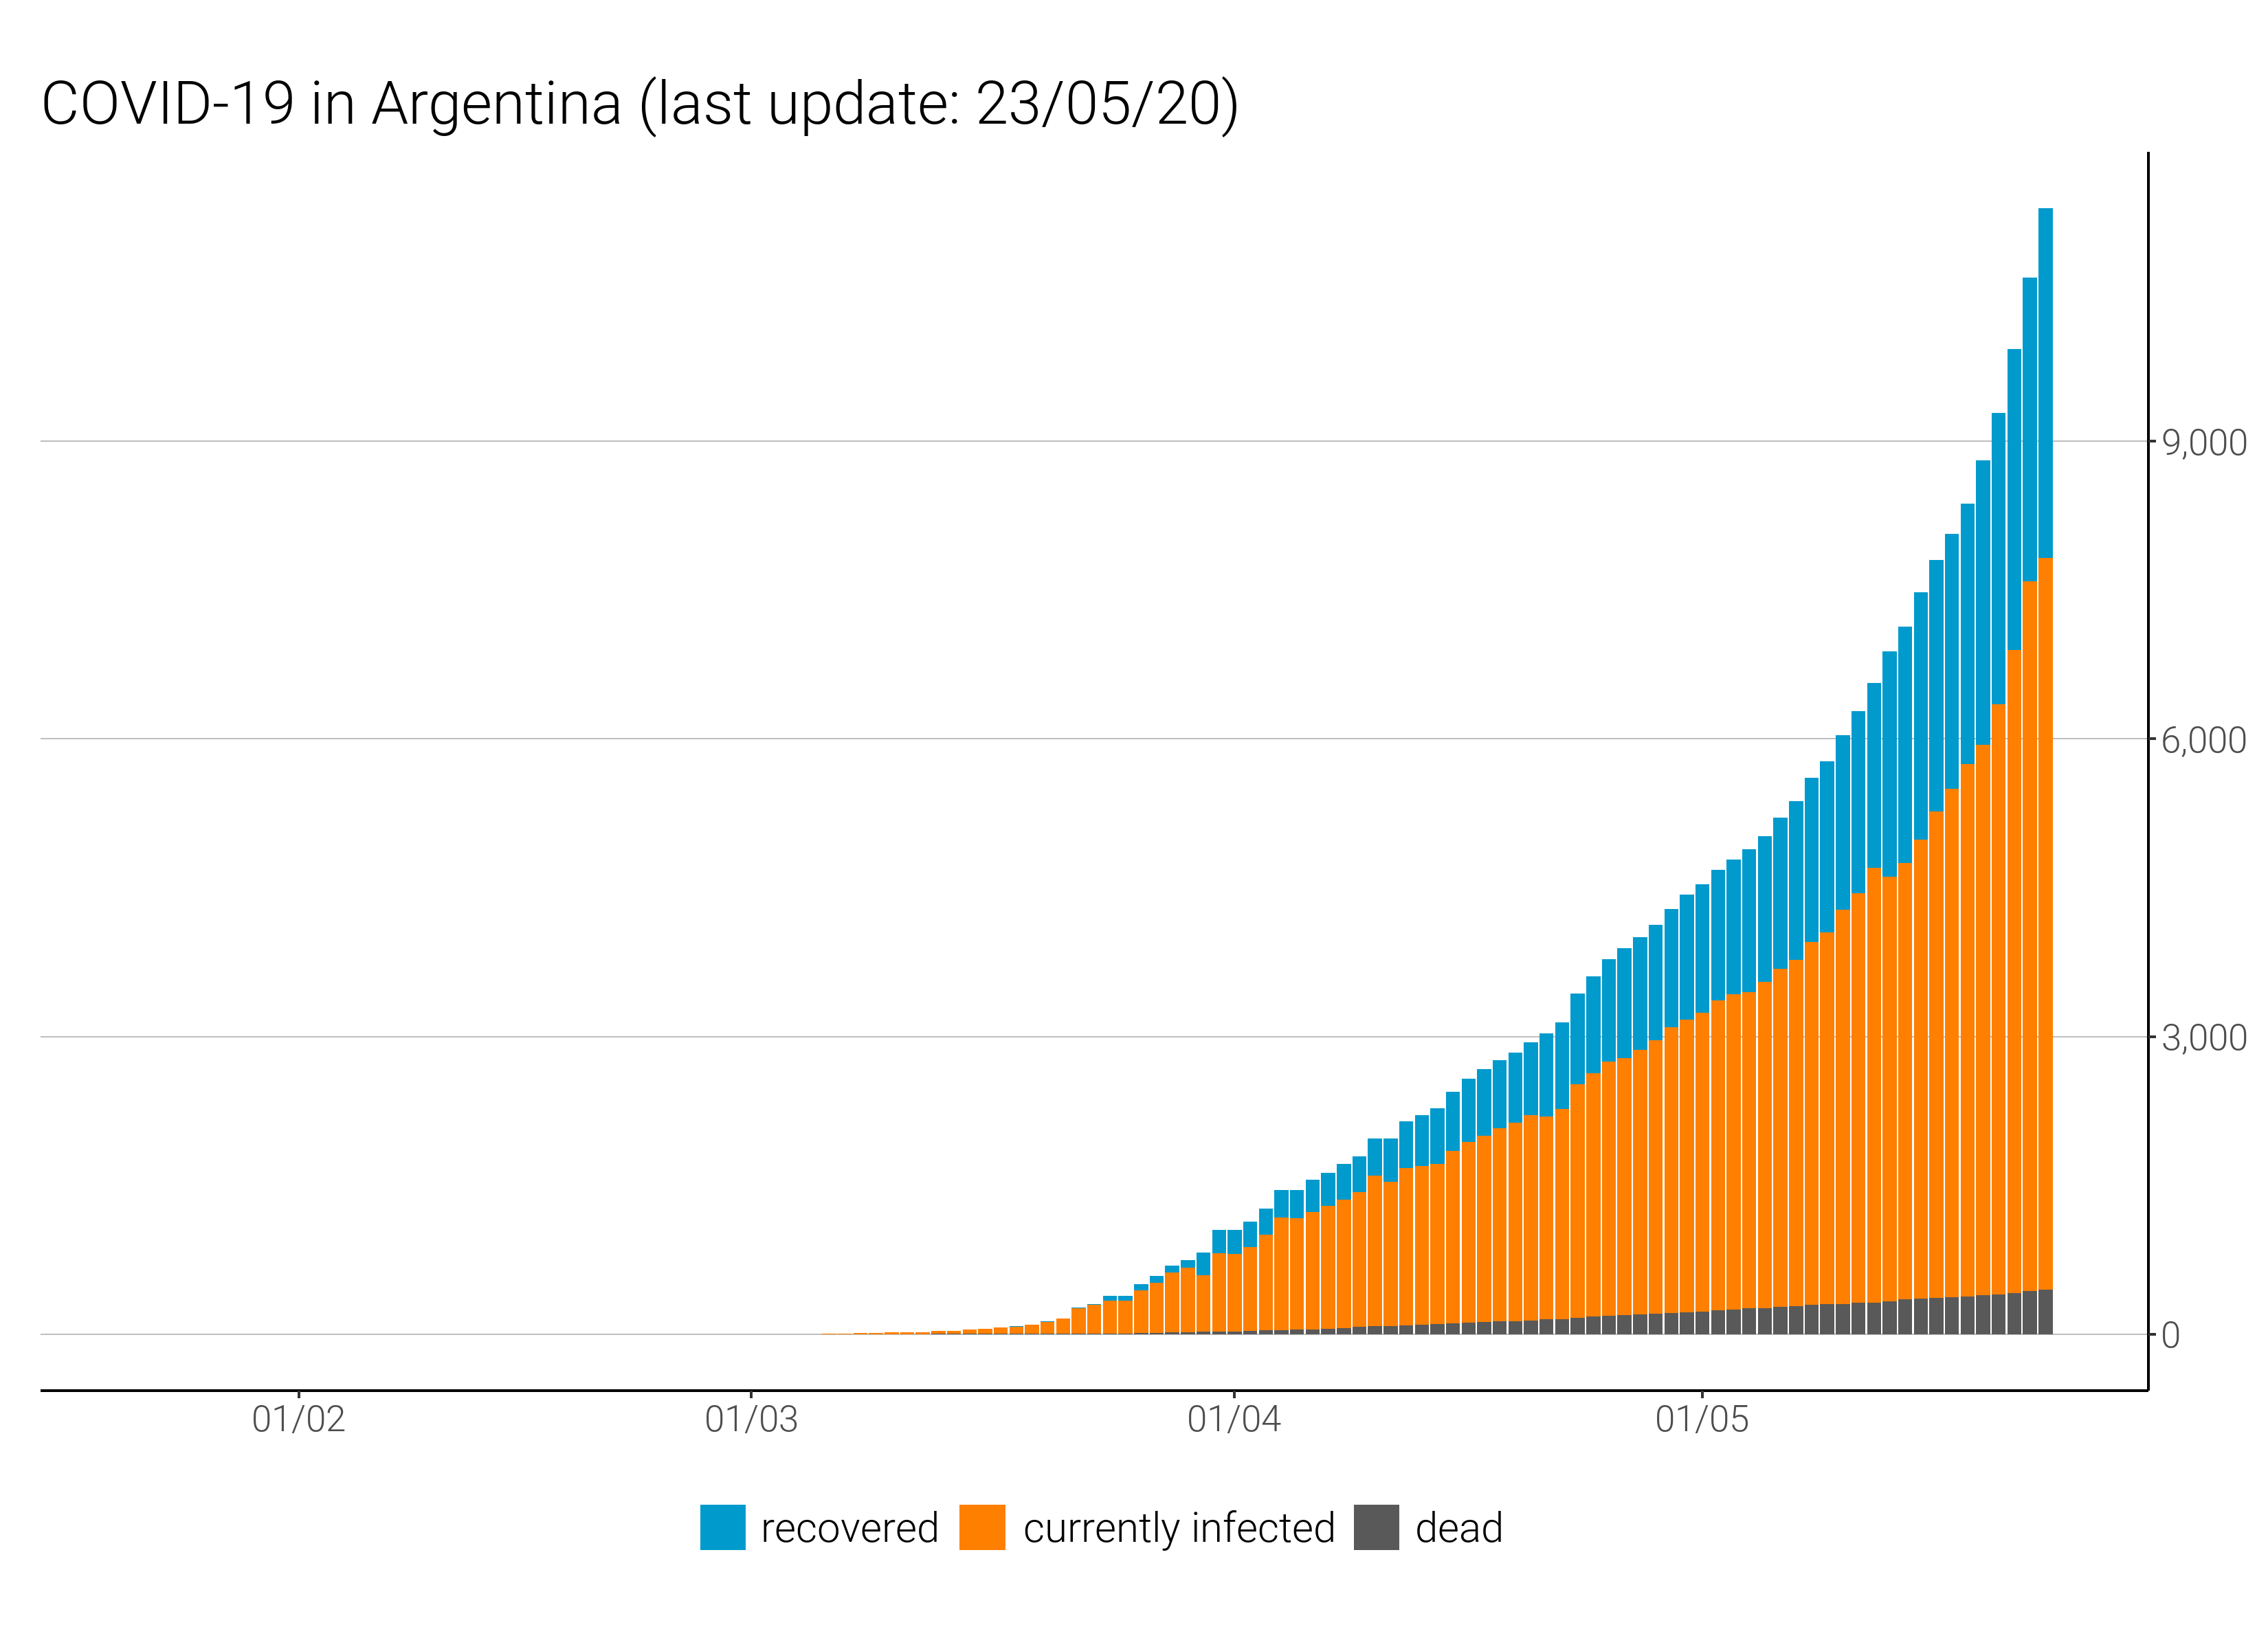 COVID-19 in Argentina (last update: 23/05/20)
9,000
6,000
3,000
0
01/02 01/03 01/04 01/05
recovered currently infected dead